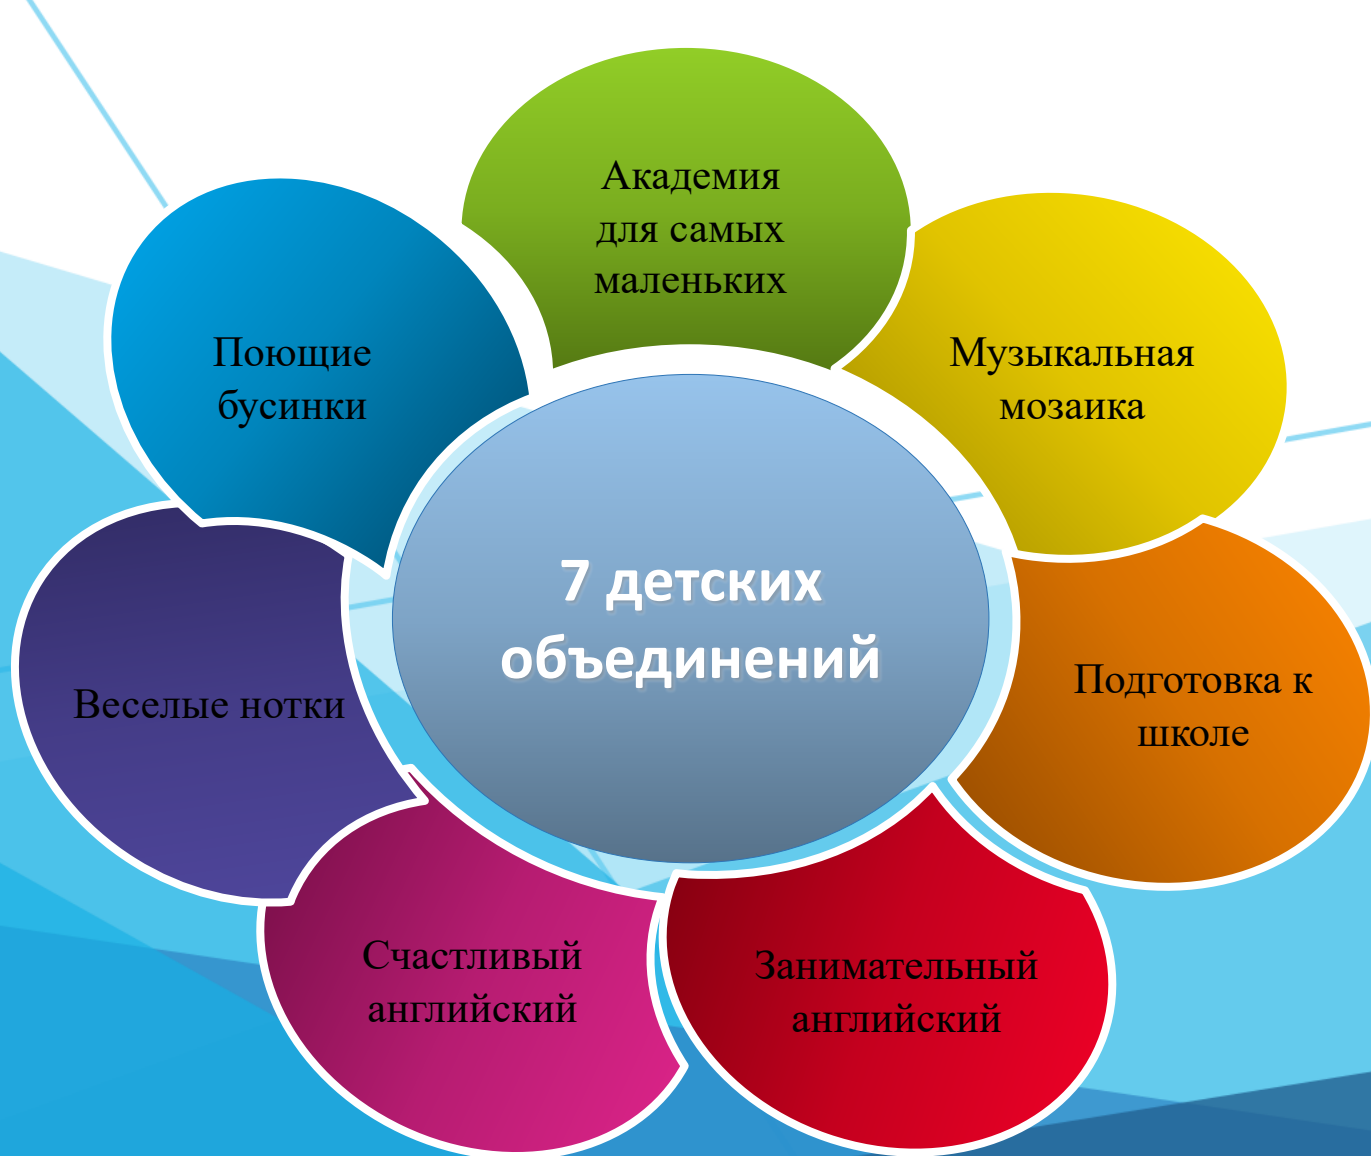 Академия
для самых
маленьких
Музыкальная
мозаика
Подготовка к
школе
Занимательный
английский
Счастливый
английский
Веселые нотки
Поющие
бусинки
7 детских
объединений